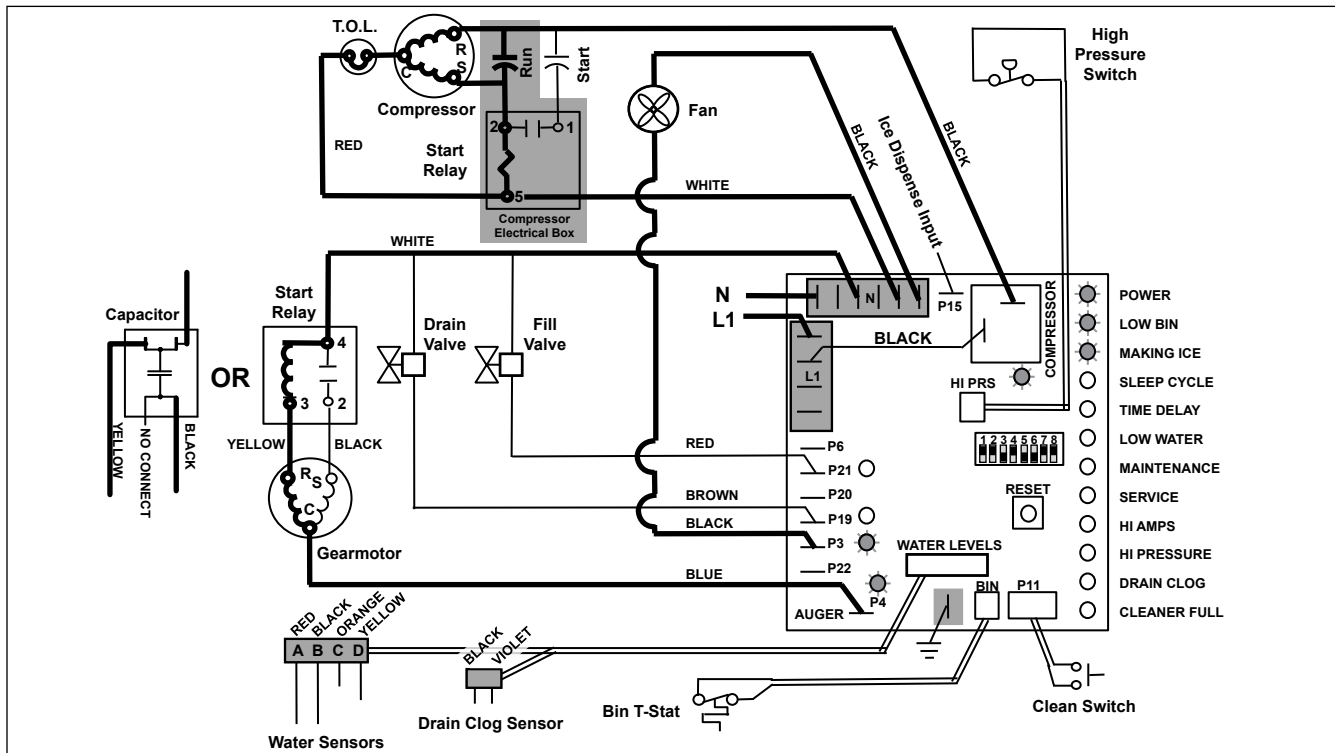 T.O.L.
R
S
C
Compressor
Run
Start
2
1
Start
Relay
5
Compressor
Electrical Box
RED
Fan
BLACK
Ice Dispense Input
BLACK
High
Pressure
Switch
WHITE
WHITE
Capacitor
YELLOW
NO CONNECT
BLACK
OR
Start
Relay
4
3
2
YELLOW
BLACK
R
S
C
Gearmotor
Drain
Valve
Fill
Valve
N
L1
N
P15
L1
BLACK
COMPRESSOR
HI PRS
1 2 3 4 5 6 7 8
RESET
POWER
LOW BIN
MAKING ICE
SLEEP CYCLE
TIME DELAY
LOW WATER
MAINTENANCE
SERVICE
HI AMPS
HI PRESSURE
DRAIN CLOG
CLEANER FULL
RED
P6
P21
P20
BROWN
P19
BLACK
P3
P22
BLUE
P4
AUGER
WATER LEVELS
BIN
P11
RED
BLACK
ORANGE
YELLOW
A B C D
Water Sensors
BLACK
VIOLET
Drain Clog Sensor
Bin T-Stat
Clean Switch